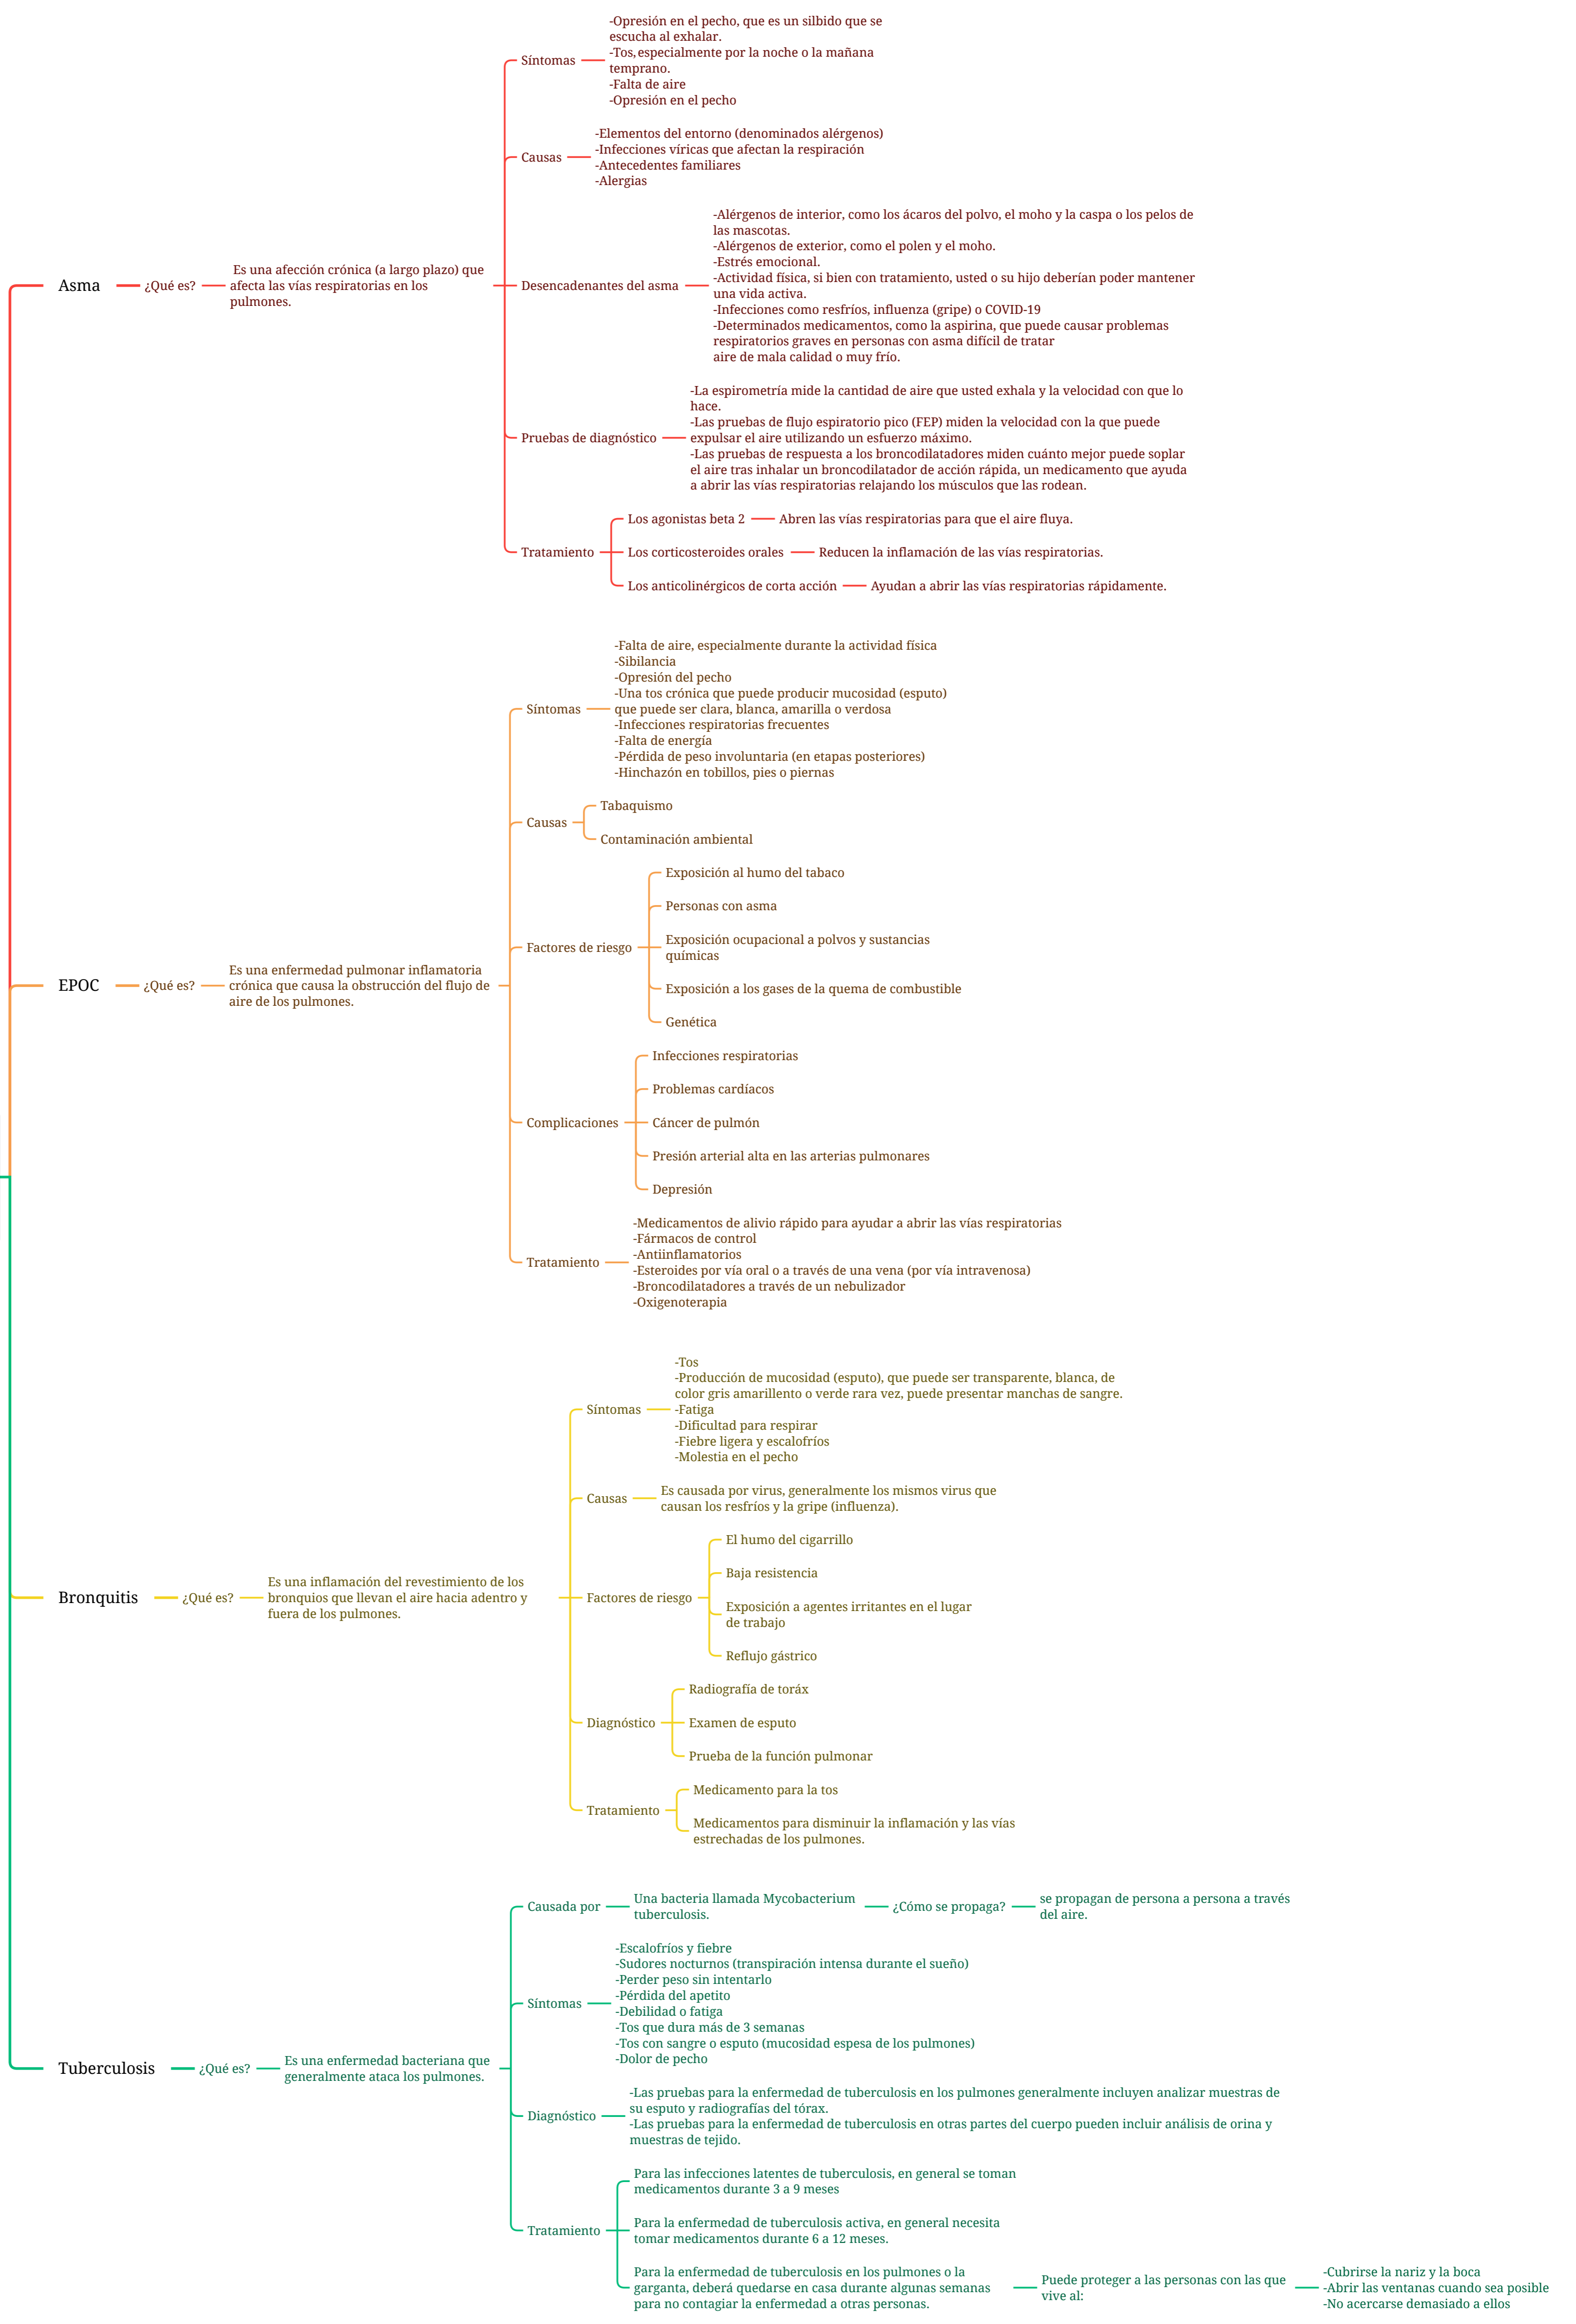 Asma
¿Qué es?
Es una afección crónica (a largo plazo) que
afecta las vías respiratorias en los
pulmones.
Síntomas
-Opresión en el pecho, que es un silbido que se
escucha al exhalar.
-Tos, especialmente por la noche o la mañana
temprano.
-Falta de aire
-Opresión en el pecho
Causas
-Elementos del entorno (denominados alérgenos)
-Infecciones víricas que afectan la respiración
-Antecedentes familiares
-Alergias
Desencadenantes del asma
-Alérgenos de interior, como los ácaros del polvo, el moho y la caspa o los pelos de
las mascotas.
-Alérgenos de exterior, como el polen y el moho.
-Estrés emocional.
-Actividad física, si bien con tratamiento, usted o su hijo deberían poder mantener
una vida activa.
-Infecciones como resfríos, influenza (gripe) o COVID-19
-Determinados medicamentos, como la aspirina, que puede causar problemas
respiratorios graves en personas con asma difícil de tratar
aire de mala calidad o muy frío.
Pruebas de diagnóstico
-La espirometría mide la cantidad de aire que usted exhala y la velocidad con que lo
hace.
-Las pruebas de flujo espiratorio pico (FEP) miden la velocidad con la que puede
expulsar el aire utilizando un esfuerzo máximo.
-Las pruebas de respuesta a los broncodilatadores miden cuánto mejor puede soplar
el aire tras inhalar un broncodilatador de acción rápida, un medicamento que ayuda
a abrir las vías respiratorias relajando los músculos que las rodean.
Tratamiento
Los agonistas beta 2
Abren las vías respiratorias para que el aire fluya.
Los corticosteroides orales
Reducen la inflamación de las vías respiratorias.
Los anticolinérgicos de corta acción
Ayudan a abrir las vías respiratorias rápidamente.
EPOC
¿Qué es?
Es una enfermedad pulmonar inflamatoria
crónica que causa la obstrucción del flujo de
aire de los pulmones.
Síntomas
-Falta de aire, especialmente durante la actividad física
-Sibilancia
-Opresión del pecho
-Una tos crónica que puede producir mucosidad (esputo)
que puede ser clara, blanca, amarilla o verdosa
-Infecciones respiratorias frecuentes
-Falta de energía
-Pérdida de peso involuntaria (en etapas posteriores)
-Hinchazón en tobillos, pies o piernas
Causas
Tabaquismo
Contaminación ambiental
Factores de riesgo
Exposición al humo del tabaco
Personas con asma
Exposición ocupacional a polvos y sustancias
químicas
Exposición a los gases de la quema de combustible
Genética
Complicaciones
Infecciones respiratorias
Problemas cardíacos
Cáncer de pulmón
Presión arterial alta en las arterias pulmonares
Depresión
Tratamiento
-Medicamentos de alivio rápido para ayudar a abrir las vías respiratorias
-Fármacos de control
-Antiinflamatorios
-Esteroides por vía oral o a través de una vena (por vía intravenosa)
-Broncodilatadores a través de un nebulizador
-Oxigenoterapia
Bronquitis
¿Qué es?
Es una inflamación del revestimiento de los
bronquios que llevan el aire hacia adentro y
fuera de los pulmones.
Síntomas
-Tos
-Producción de mucosidad (esputo), que puede ser transparente, blanca, de
color gris amarillento o verde rara vez, puede presentar manchas de sangre.
-Fatiga
-Dificultad para respirar
-Fiebre ligera y escalofríos
-Molestia en el pecho
Causas
Es causada por virus, generalmente los mismos virus que
causan los resfríos y la gripe (influenza).
Factores de riesgo
El humo del cigarrillo
Baja resistencia
Exposición a agentes irritantes en el lugar
de trabajo
Reflujo gástrico
Diagnóstico
Radiografía de toráx
Examen de esputo
Prueba de la función pulmonar
Tratamiento
Medicamento para la tos
Medicamentos para disminuir la inflamación y las vías
estrechadas de los pulmones.
Tuberculosis
¿Qué es?
Es una enfermedad bacteriana que
generalmente ataca los pulmones.
Causada por
Una bacteria llamada Mycobacterium
tuberculosis.
¿Cómo se propaga?
se propagan de persona a persona a través
del aire.
Síntomas
-Escalofríos y fiebre
-Sudores nocturnos (transpiración intensa durante el sueño)
-Perder peso sin intentarlo
-Pérdida del apetito
-Debilidad o fatiga
-Tos que dura más de 3 semanas
-Tos con sangre o esputo (mucosidad espesa de los pulmones)
-Dolor de pecho
Diagnóstico
-Las pruebas para la enfermedad de tuberculosis en los pulmones generalmente incluyen analizar muestras de
su esputo y radiografías del tórax.
-Las pruebas para la enfermedad de tuberculosis en otras partes del cuerpo pueden incluir análisis de orina y
muestras de tejido.
Tratamiento
Para las infecciones latentes de tuberculosis, en general se toman
medicamentos durante 3 a 9 meses
Para la enfermedad de tuberculosis activa, en general necesita
tomar medicamentos durante 6 a 12 meses.
Para la enfermedad de tuberculosis en los pulmones o la
garganta, deberá quedarse en casa durante algunas semanas
para no contagiar la enfermedad a otras personas.
Puede proteger a las personas con las que
vive al:
-Cubrirse la nariz y la boca
-Abrir las ventanas cuando sea posible
-No acercarse demasiado a ellos